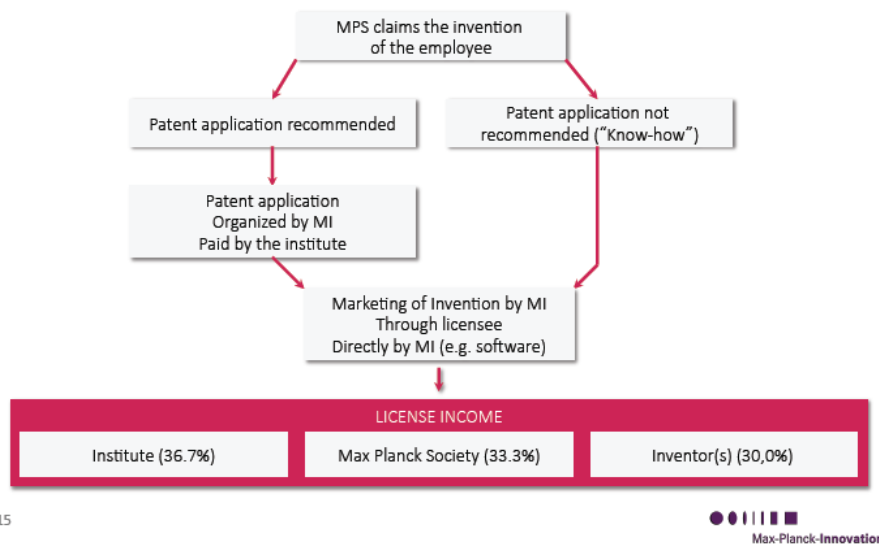 MPS claims the invention
of the employee
Patent application recommended
Patent application not
recommended (“Know-how”)
Patent application
Organized by MI
Paid by the institute
Marketing of Invention by MI
Through licensee
Directly by MI (e.g. software)
LICENSE INCOME
Institute (36.7%)
Max Planck Society (33.3%)
Inventor(s) (30,0%)
15
Max-Planck-Innovation